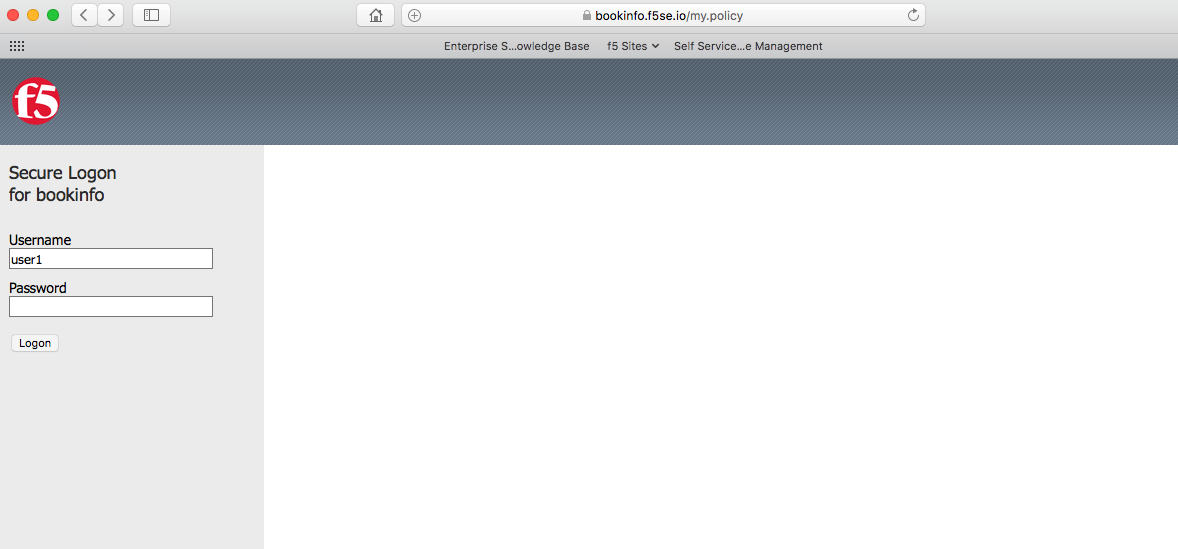 bookinfo.f5se.io/my.policy
Enterprise S...owledge Base f5 Sites Self Service...e Management
f5
Secure Logon
for bookinfo
Username
user1
Password
Logon